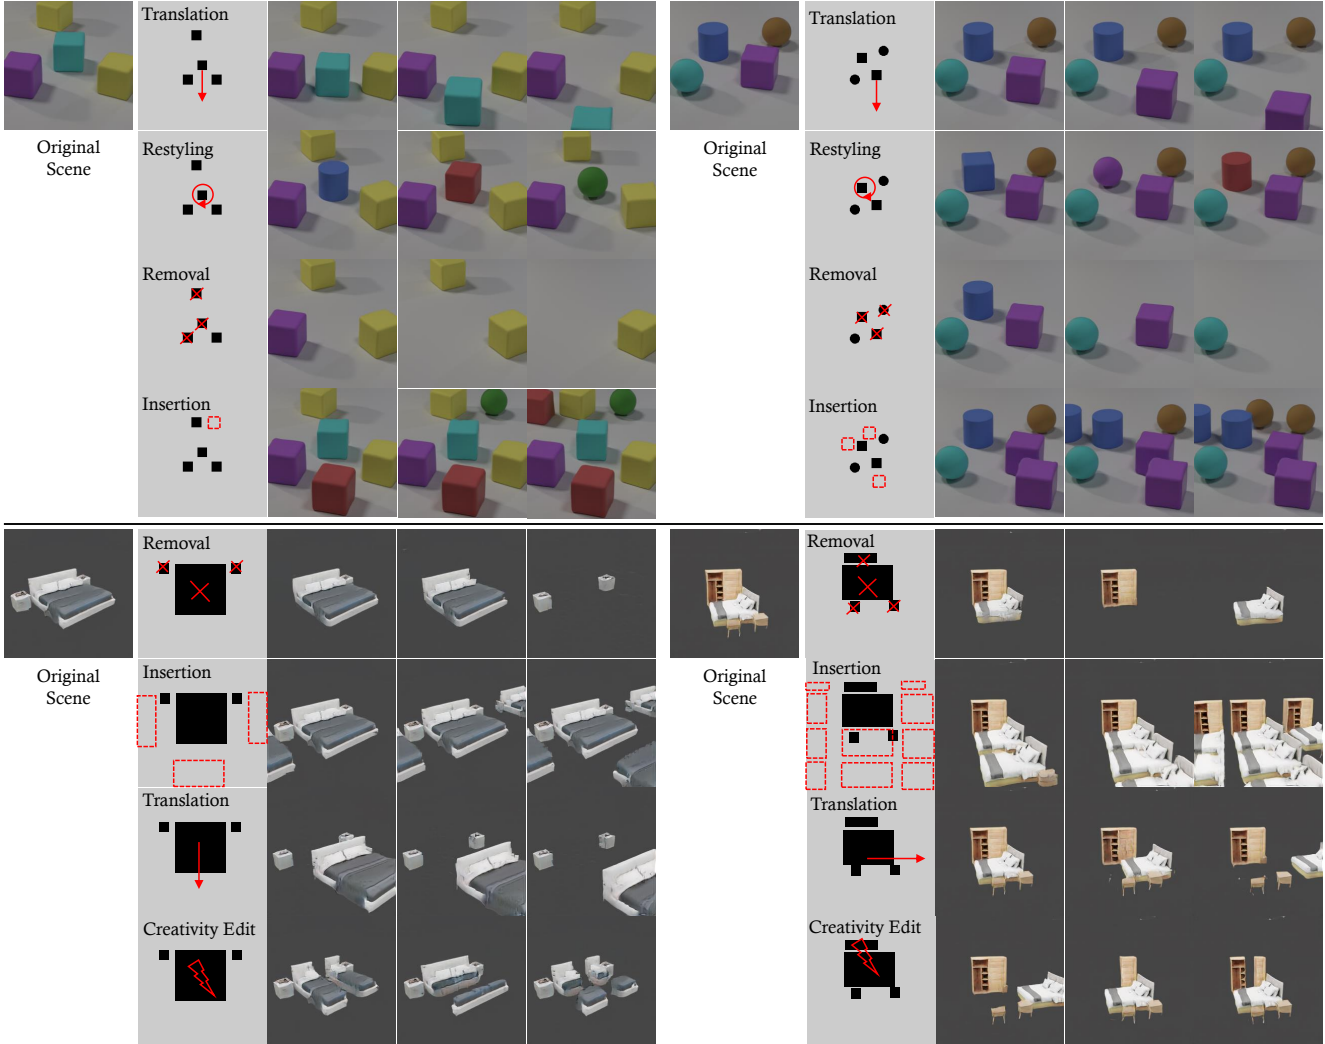 Translation
Original
Scene
Restyling
Removal
Insertion
Translation
Original
Scene
Restyling
Removal
Insertion
Removal
Original
Scene
Insertion
Translation
Creativity Edit
Removal
Original
Scene
Insertion
Translation
Creativity Edit